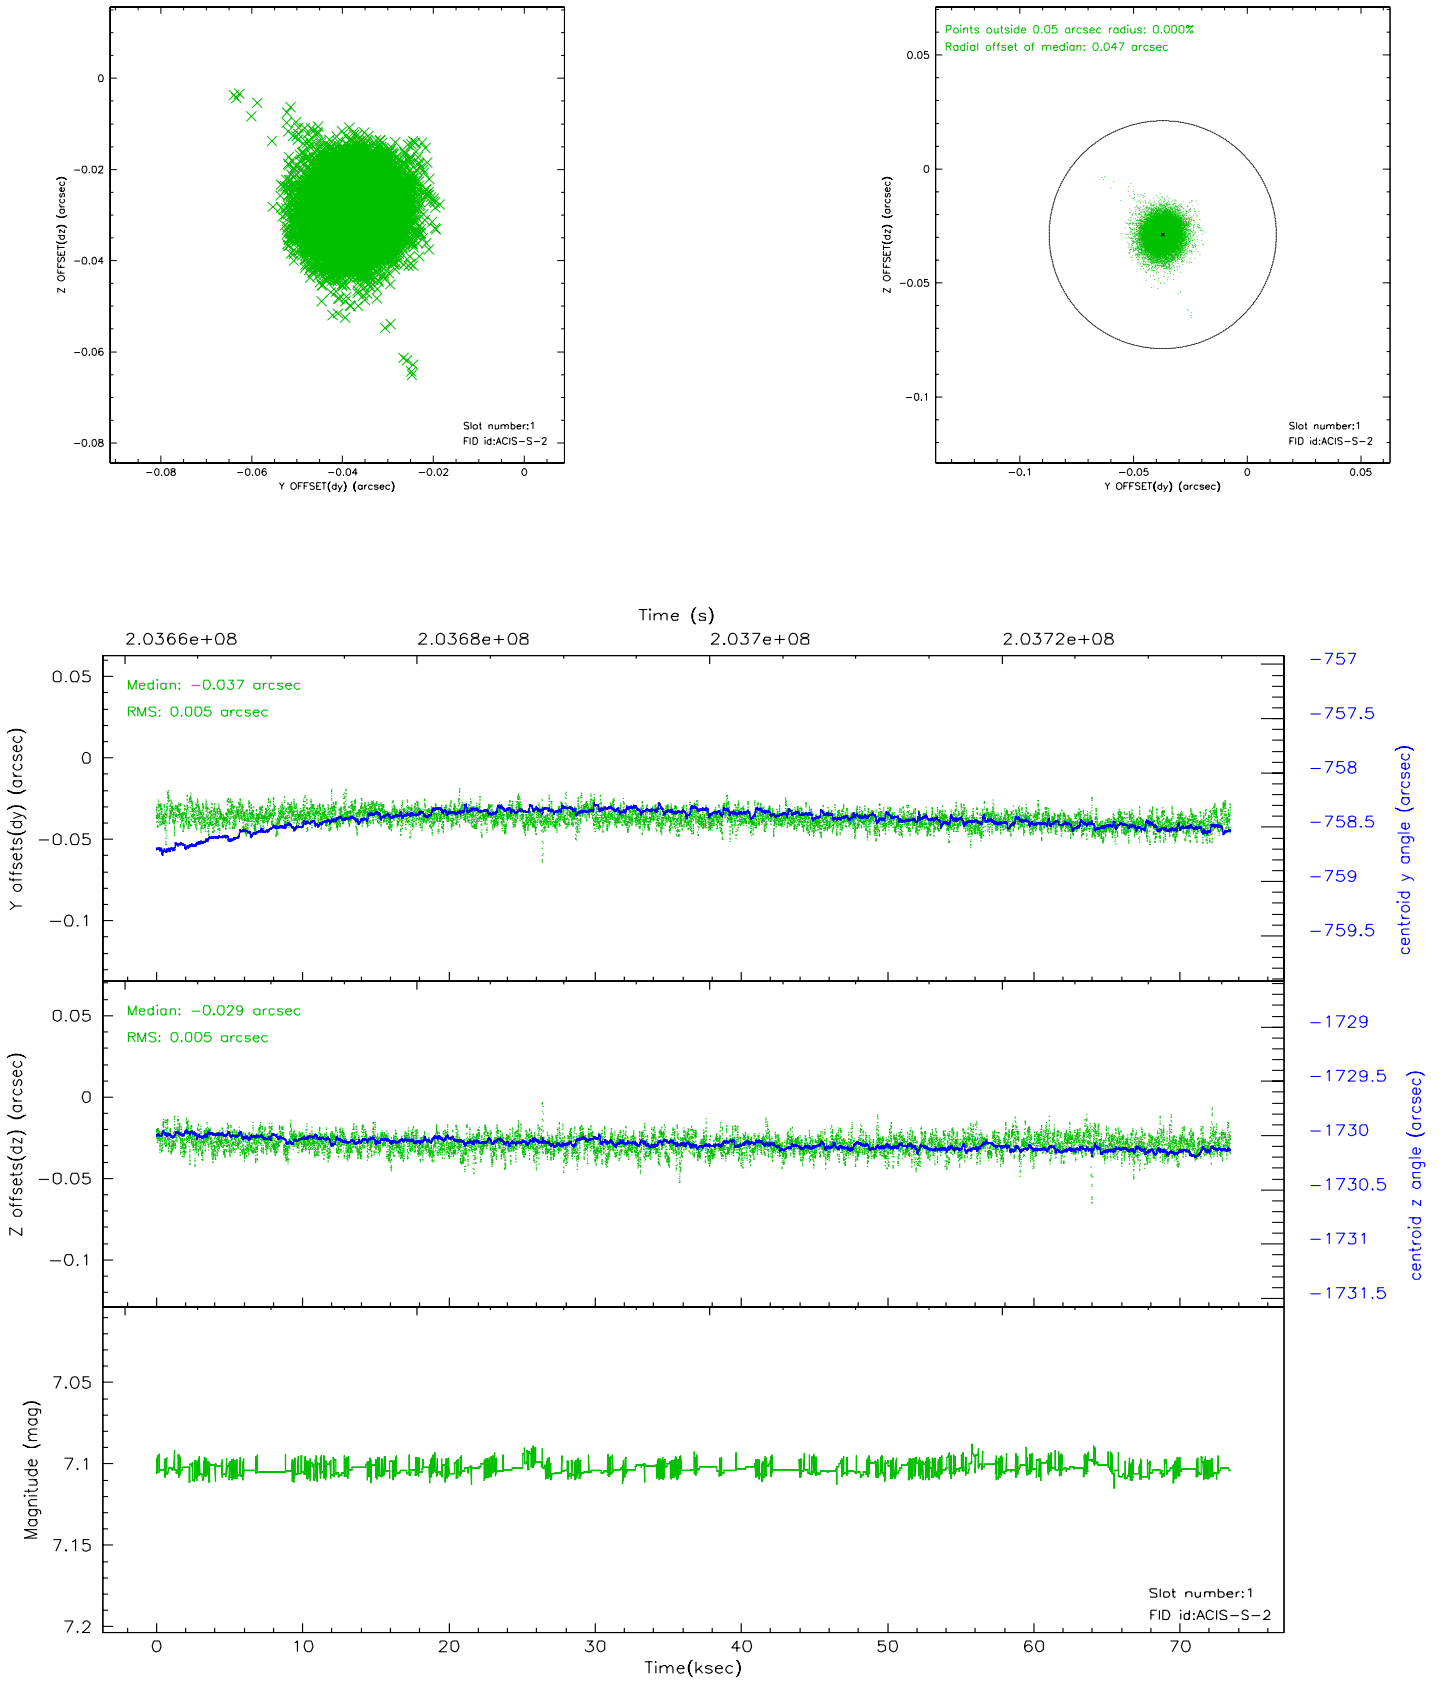 0
−0.02
−0.04
−0.06
−0.08
Z OFFSET(dz) (arcsec)
Slot number:1
FID id:ACIS−S−2
−0.08 −0.06 −0.04 −0.02 0
Y OFFSET(dy) (arcsec)
Points outside 0.05 arcsec radius: 0.000%
Radial offset of median: 0.047 arcsec
0.05
0
−0.05
−0.1
Z OFFSET(dz) (arcsec)
Slot number:1
FID id:ACIS−S−2
−0.1 −0.05 0 0.05
Y OFFSET(dy) (arcsec)
Time (s)
2.0366e+08 2.0368e+08 2.037e+08 2.0372e+08
Median: −0.037 arcsec
RMS: 0.005 arcsec
0.05
0
−0.05
−0.1
Y offsets(dy) (arcsec)
−757
−757.5
−758
−758.5
−759
−759.5
centroid y angle (arcsec)
Median: −0.029 arcsec
RMS: 0.005 arcsec
0.05
0
−0.05
−0.1
Z offsets(dz) (arcsec)
−1729
−1729.5
−1730
−1730.5
−1731
−1731.5
centroid z angle (arcsec)
7.05
7.1
7.15
7.2
Magnitude (mag)
Slot number:1
FID id:ACIS−S−2
0 10 20 30 40 50 60 70
Time(ksec)